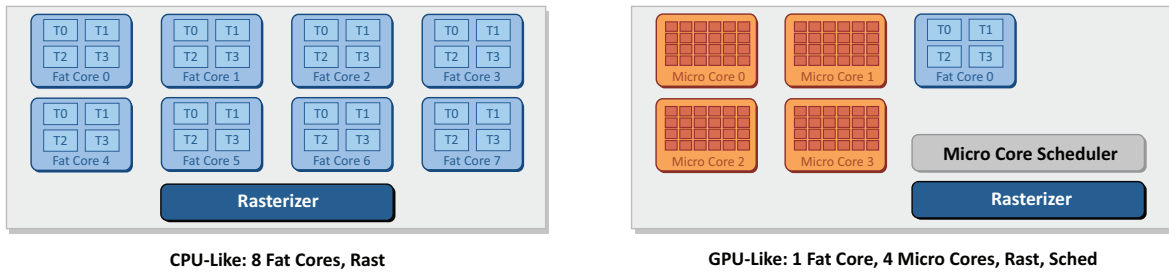 T0 T1 T0 T1 T0 T1 T0 T1
T2 T3 T2 T3 T2 T3 T2 T3
Fat Core 0 Fat Core 1 Fat Core 2 Fat Core 3
T0 T1 T0 T1 T0 T1 T0 T1
T2 T3 T2 T3 T2 T3 T2 T3
Fat Core 4 Fat Core 5 Fat Core 6 Fat Core 7
Rasterizer
CPU-Like: 8 Fat Cores, Rast
T0 T1
T2 T3
Micro Core 0 Micro Core 1 Fat Core 0
Micro Core 2 Micro Core 3
Micro Core Scheduler
Rasterizer
GPU-Like: 1 Fat Core, 4 Micro Cores, Rast, Sched